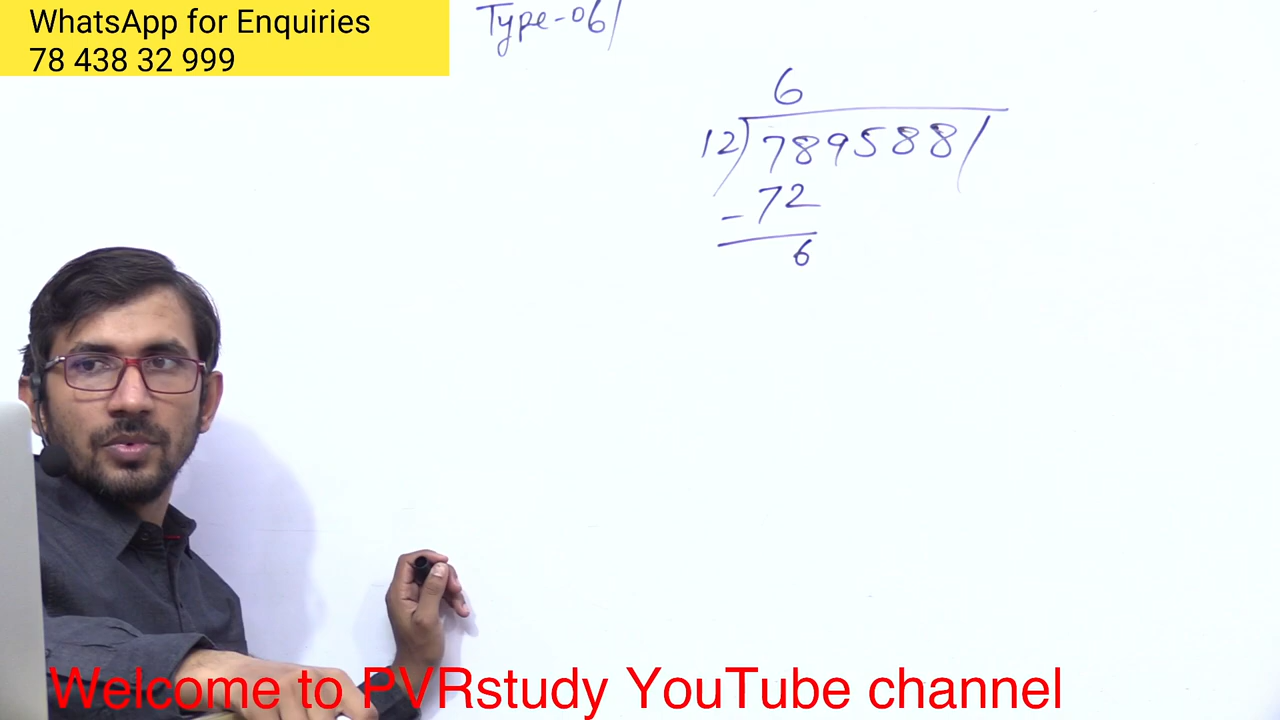 WhatsApp for Enquiries
78 438 32 999
Type-06/
6
12)789588/
-72
6
Welcome to PVRstudy YouTube channel